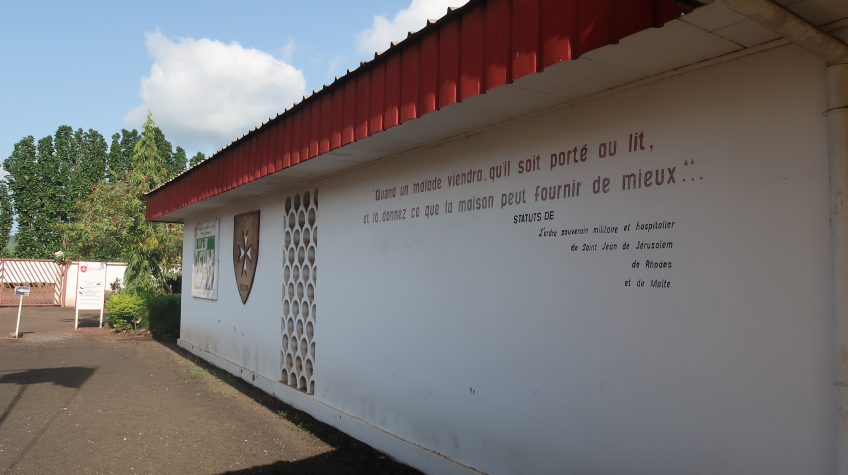 "Quand un malade viendra, qu'il soit porté au lit,
et là, donnez ce que la maison peut fournir de mieux"...
STATUTS DE
L'ordre souverain militaire et hospitalier
de Saint Jean de Jérusalem
de Rhodes
et de Malte